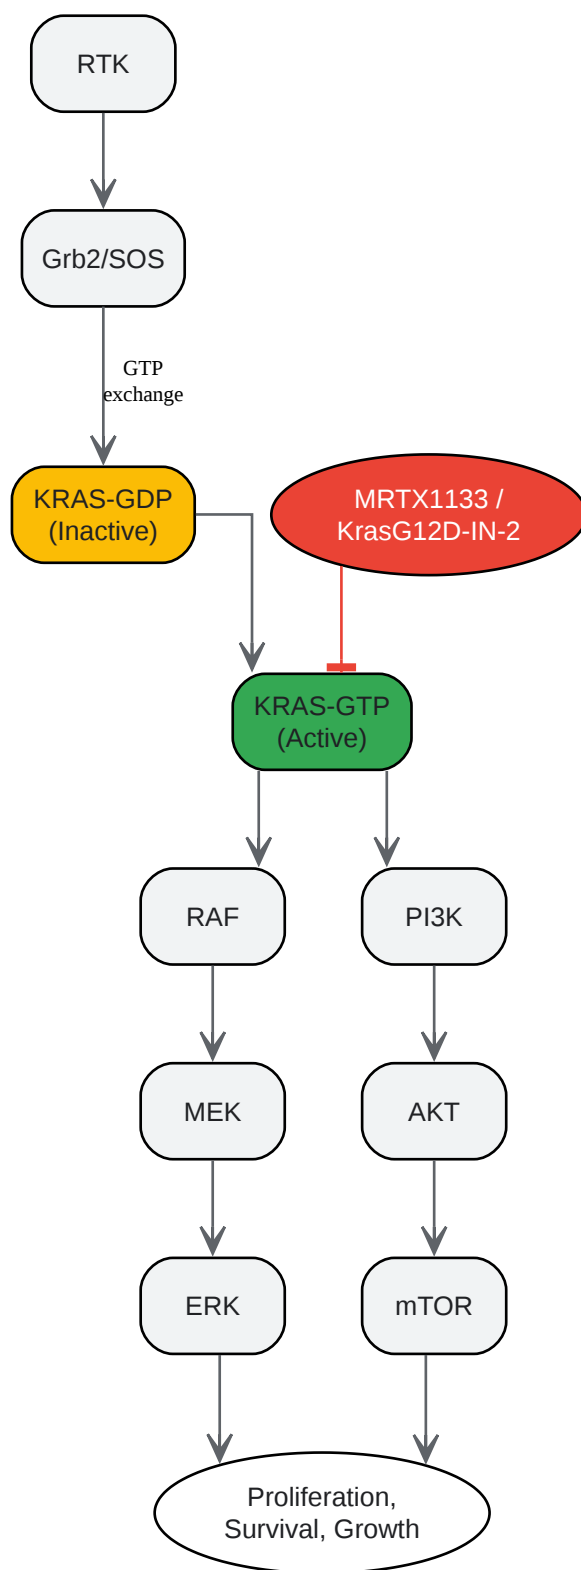 RTK
Grb2/SOS
GTP
exchange
KRAS-GDP
(Inactive)
MRTX1133 /
KrasG12D-IN-2
KRAS-GTP
(Active)
RAF
PI3K
MEK
AKT
ERK
mTOR
Proliferation,
Survival, Growth